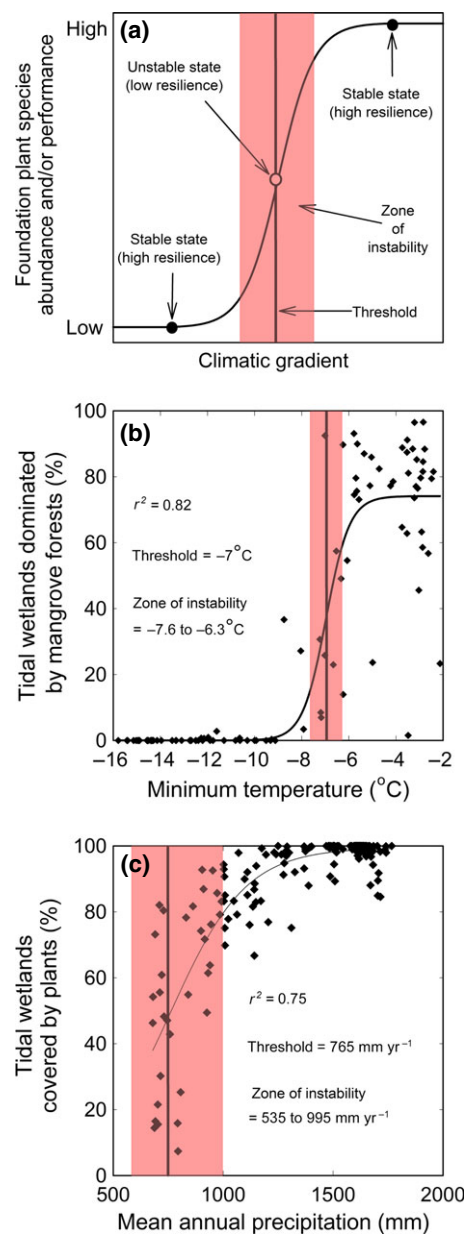 (a)
High
Low
Foundation plant species
abundance and/or performance
Unstable state
(low resilience)
Stable state
(high resilience)
Stable state
(high resilience)
Zone
of
instability
Threshold
Climatic gradient
(b)
100
80
60
40
20
0
Tidal wetlands dominated
by mangrove forests (%)
r² = 0.82
Threshold = –7°C
Zone of instability
= –7.6 to –6.3°C
–16 –14 –12 –10 –8 –6 –4 –2
Minimum temperature (°C)
(c)
100
80
60
40
20
0
Tidal wetlands
covered by plants (%)
r² = 0.75
Threshold = 765 mm yr⁻¹
Zone of instability
= 535 to 995 mm yr⁻¹
500 1000 1500 2000
Mean annual precipitation (mm)